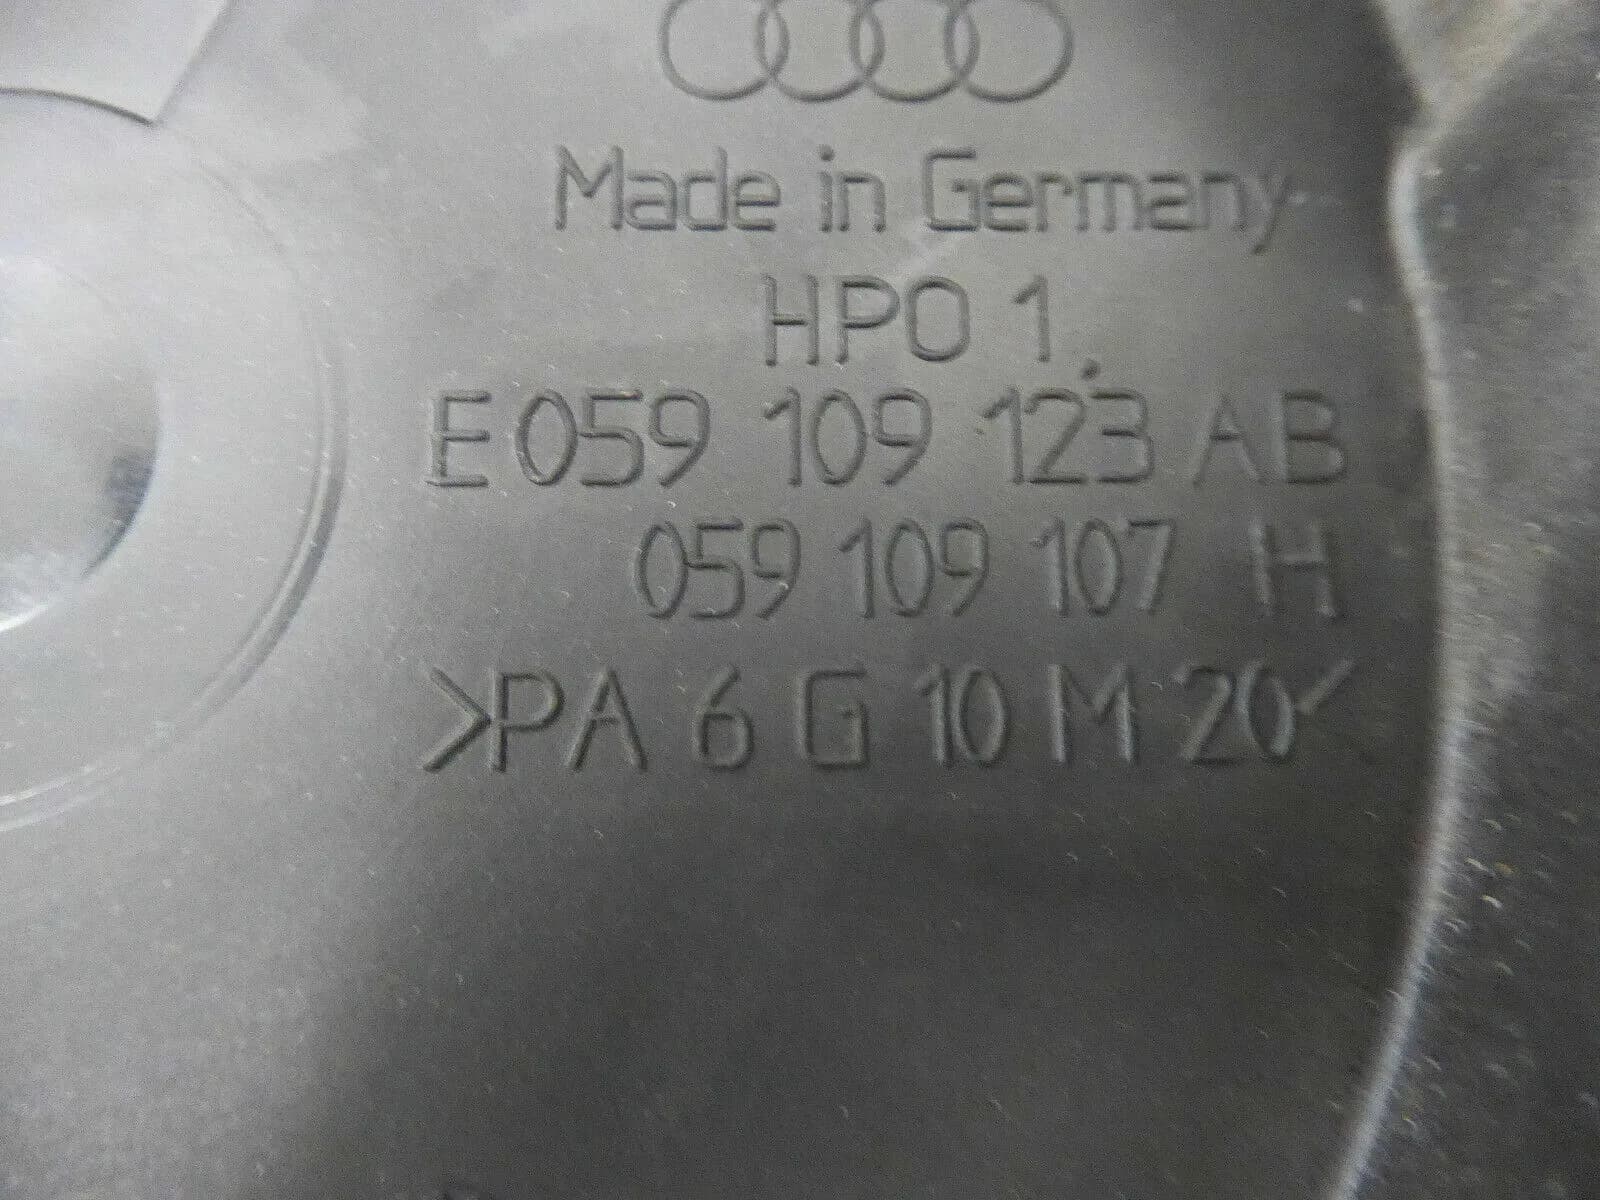 Made in Germany
HPO 1
E 059 109 123 AB
059 109 107 H
>PA 6 G 10 M 20<